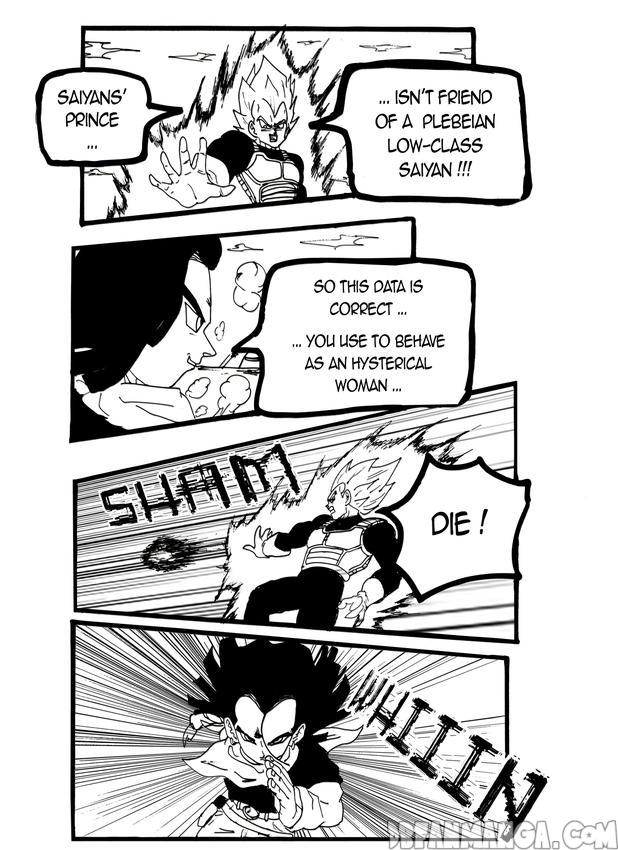 SAIYANS'
PRINCE
...
... ISN'T FRIEND
OF A PLEBEIAN
LOW-CLASS
SAIYAN !!!
SO THIS DATA IS
CORRECT ...
... YOU USE TO BEHAVE
AS AN HYSTERICAL
WOMAN ...
SHAM
DIE !
WHIIIN
DBFANMANGA.COM